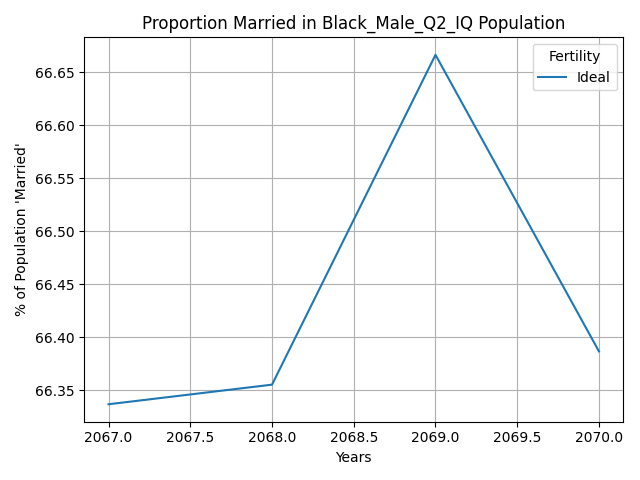 Proportion Married in Black_Male_Q2_IQ Population
Fertility
Ideal
% of Population 'Married'
66.65
66.60
66.55
66.50
66.45
66.40
66.35
2067.0 2067.5 2068.0 2068.5 2069.0 2069.5 2070.0
Years